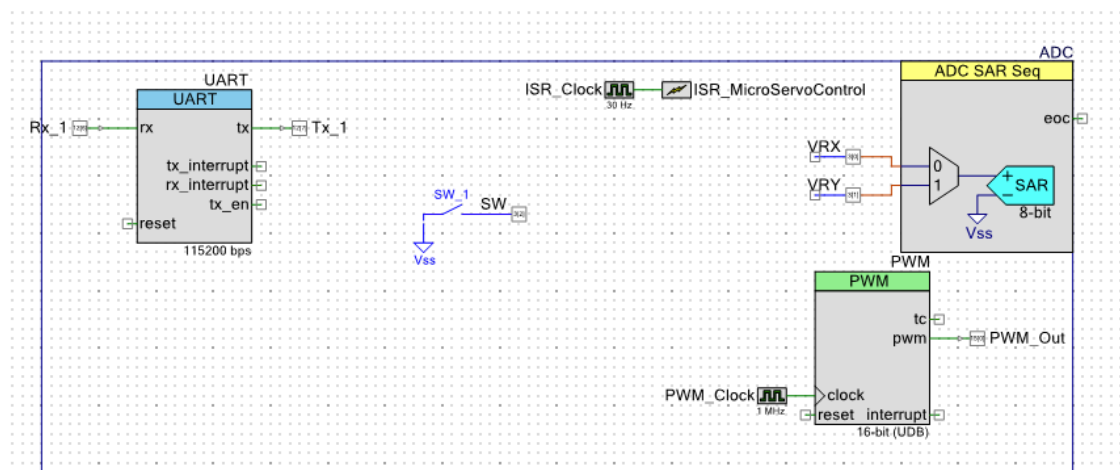 ADC
UART
UART
Rx_1
rx
tx
Tx_1
tx_interrupt
rx_interrupt
tx_en
reset
115200 bps
SW_1
SW
Vss
ISR_Clock
30 Hz
ISR_MicroServoControl
ADC SAR Seq
eoc
VRX
VRY
0
1
+
−
SAR
8-bit
Vss
PWM
PWM
tc
pwm
PWM_Out
PWM_Clock
1 MHz
clock
reset
interrupt
16-bit (UDB)